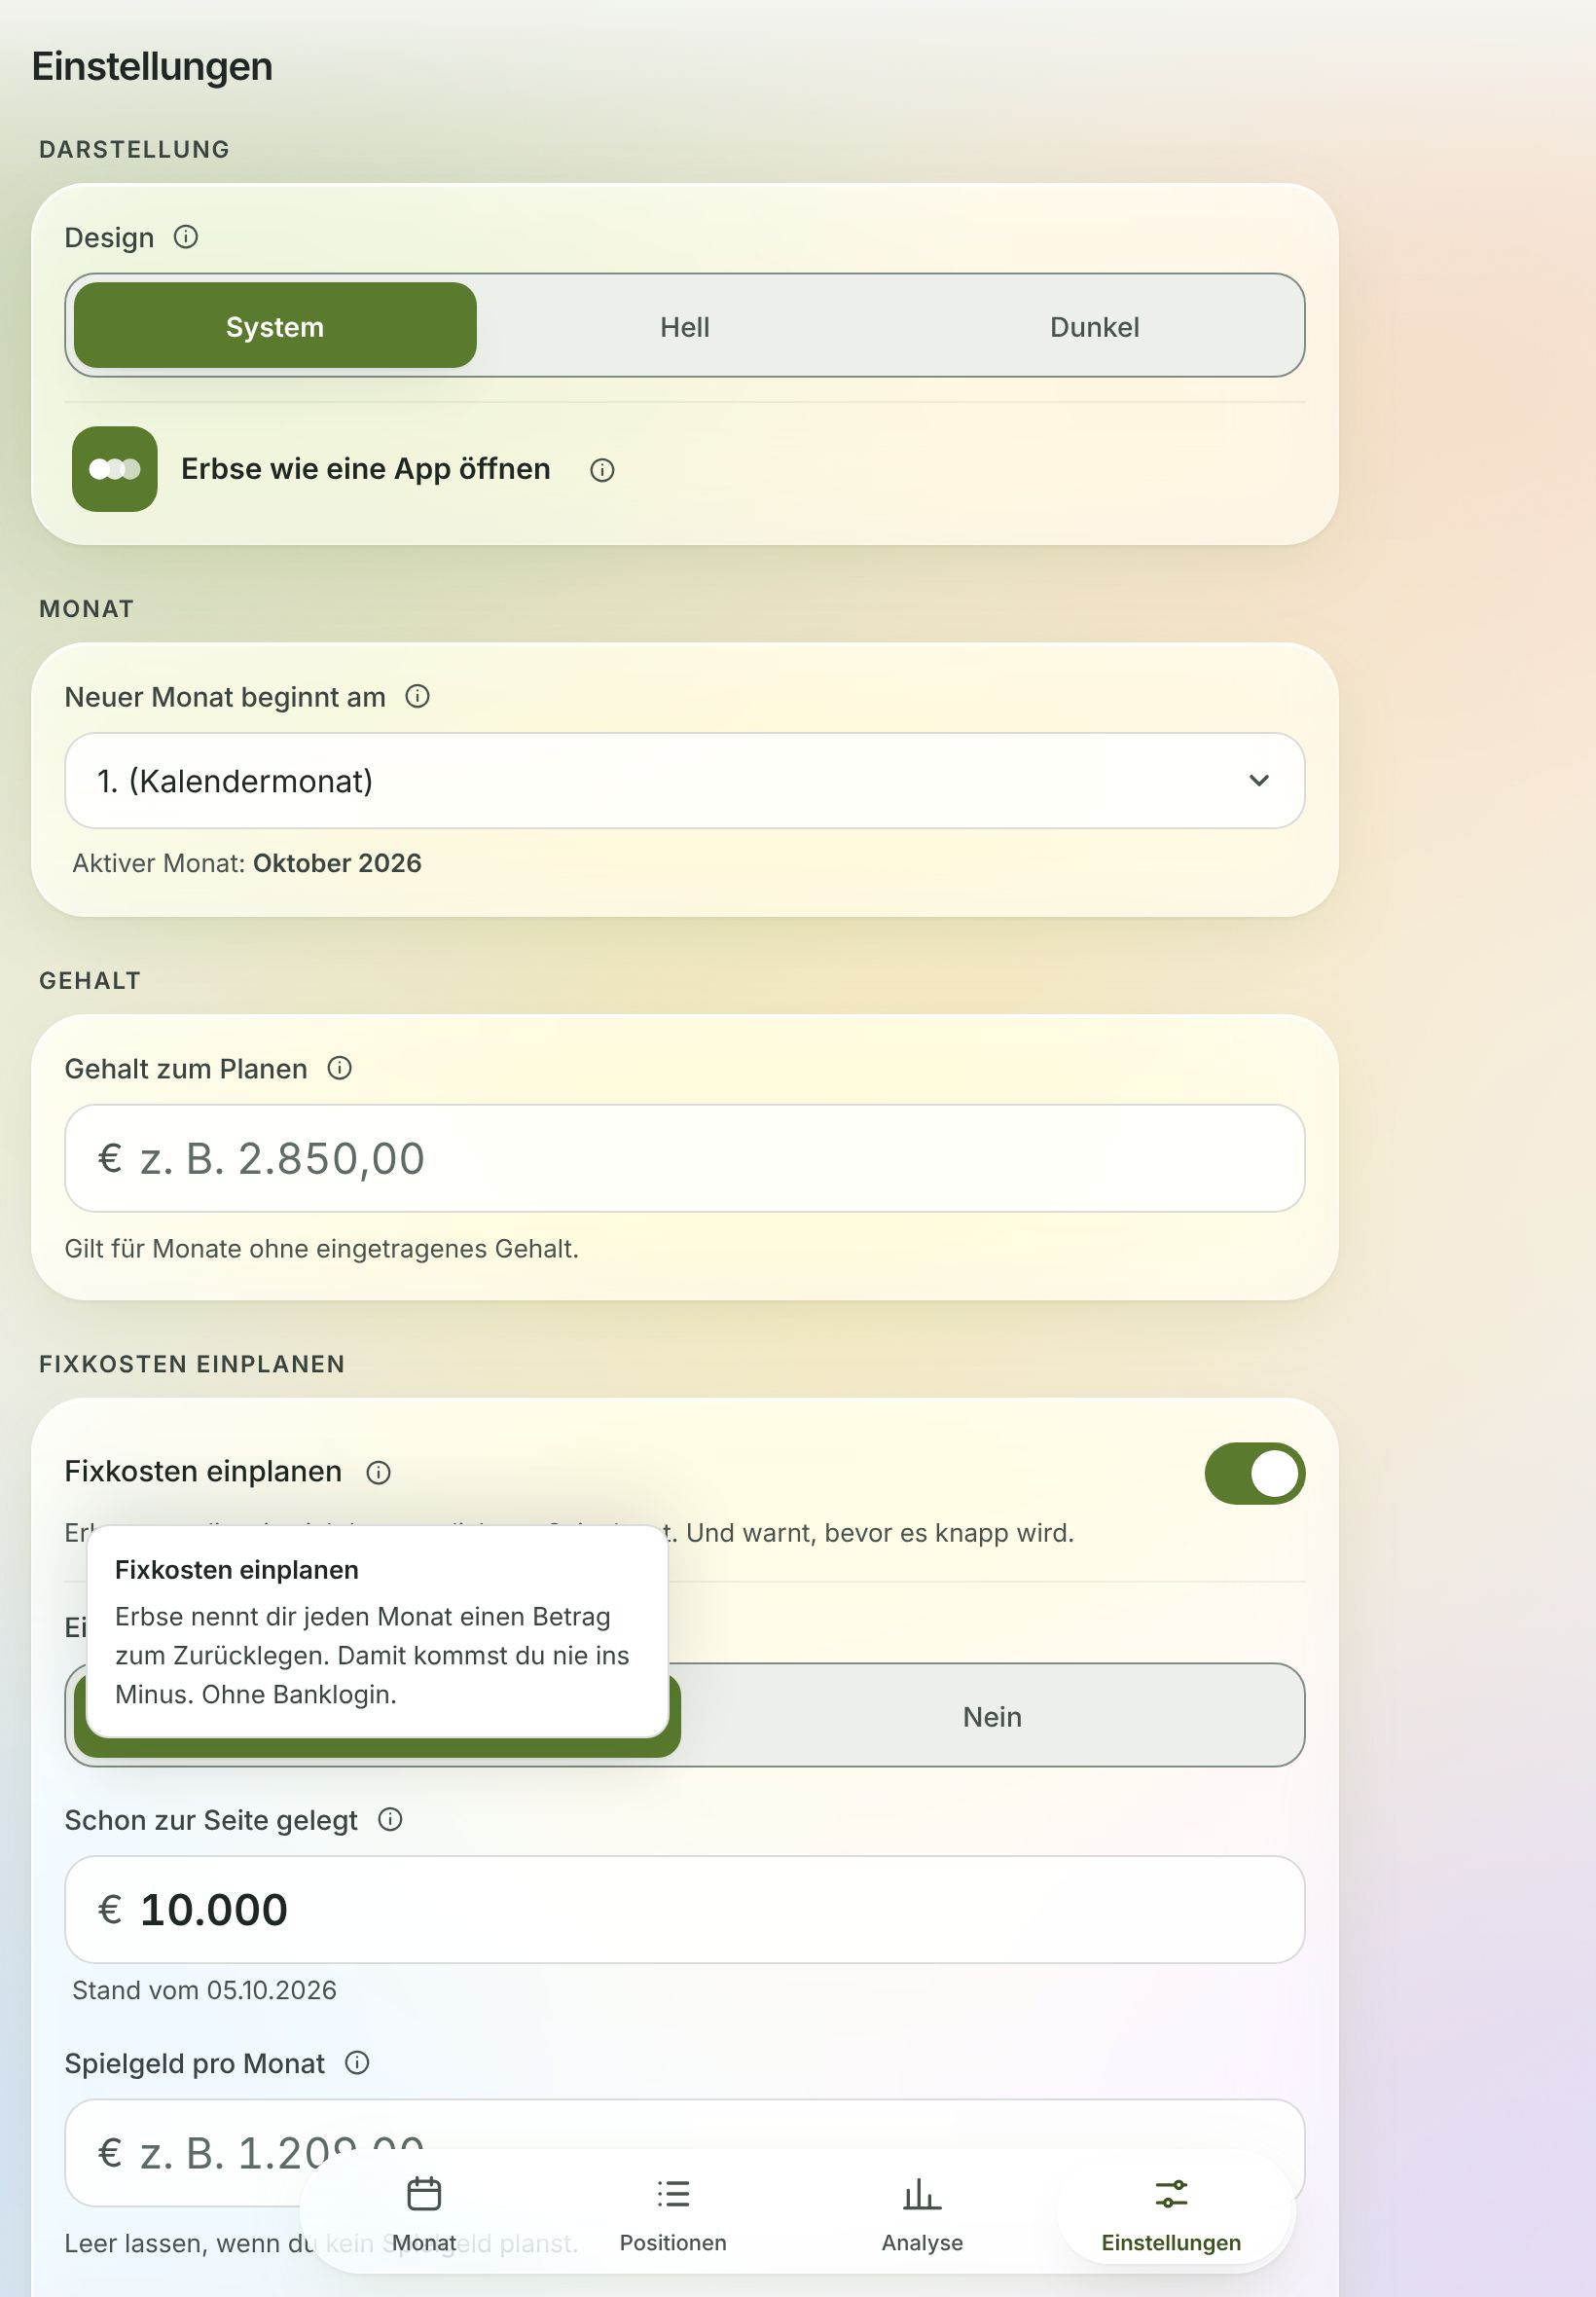 Einstellungen
DARSTELLUNG
Design
System
Hell
Dunkel
Erbse wie eine App öffnen
MONAT
Neuer Monat beginnt am
1. (Kalendermonat)
Aktiver Monat: Oktober 2026
GEHALT
Gehalt zum Planen
€ z. B. 2.850,00
Gilt für Monate ohne eingetragenes Gehalt.
FIXKOSTEN EINPLANEN
Fixkosten einplanen
Und warnt, bevor es knapp wird.
Fixkosten einplanen
Erbse nennt dir jeden Monat einen Betrag
zum Zurücklegen. Damit kommst du nie ins
Minus. Ohne Banklogin.
Nein
Schon zur Seite gelegt
€ 10.000
Stand vom 05.10.2026
Spielgeld pro Monat
€ z. B.
Leer lassen, wenn du kein Spielgeld planst.
Monat
Positionen
Analyse
Einstellungen